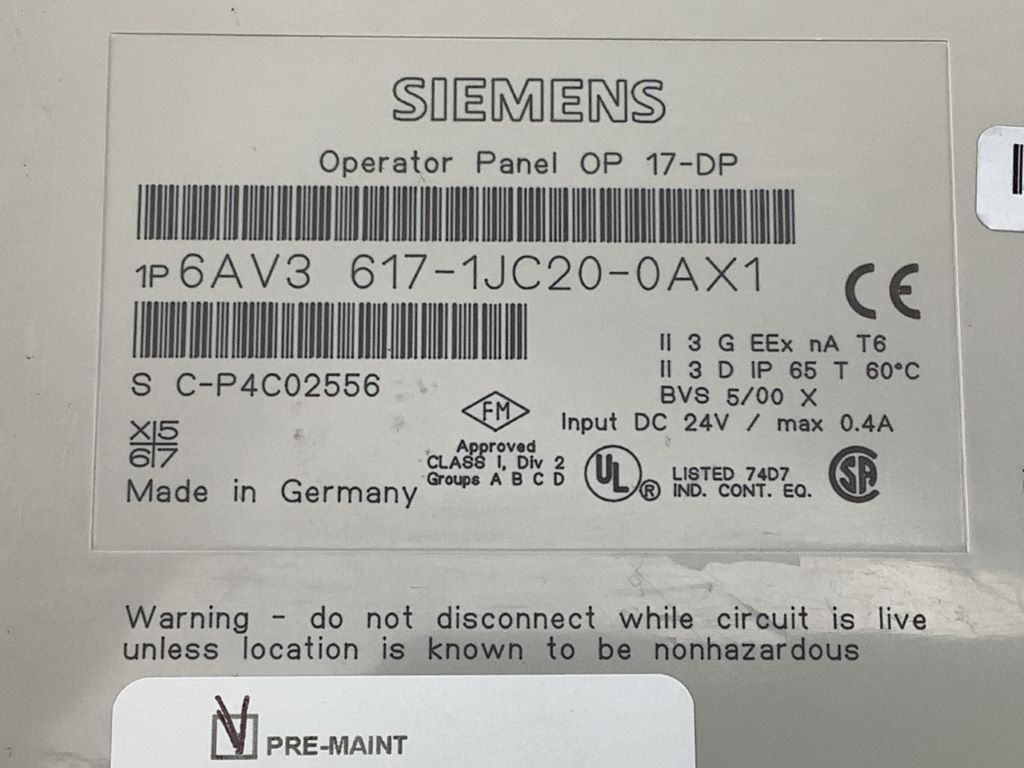 SIEMENS
Operator Panel OP 17-DP
1P 6AV3 617-1JC20-0AX1
CE
II 3 G EEx nA T6
II 3 D IP 65 T 60°C
BVS 5/00 X
S C-P4C02556
Input DC 24V / max 0.4A
X 5
6 7
FM
Approved
CLASS I, Div 2
Groups A B C D
UL ®
LISTED 74D7
IND. CONT. EQ.
SA
Made in Germany
Warning - do not disconnect while circuit is live
unless location is known to be nonhazardous
PRE-MAINT